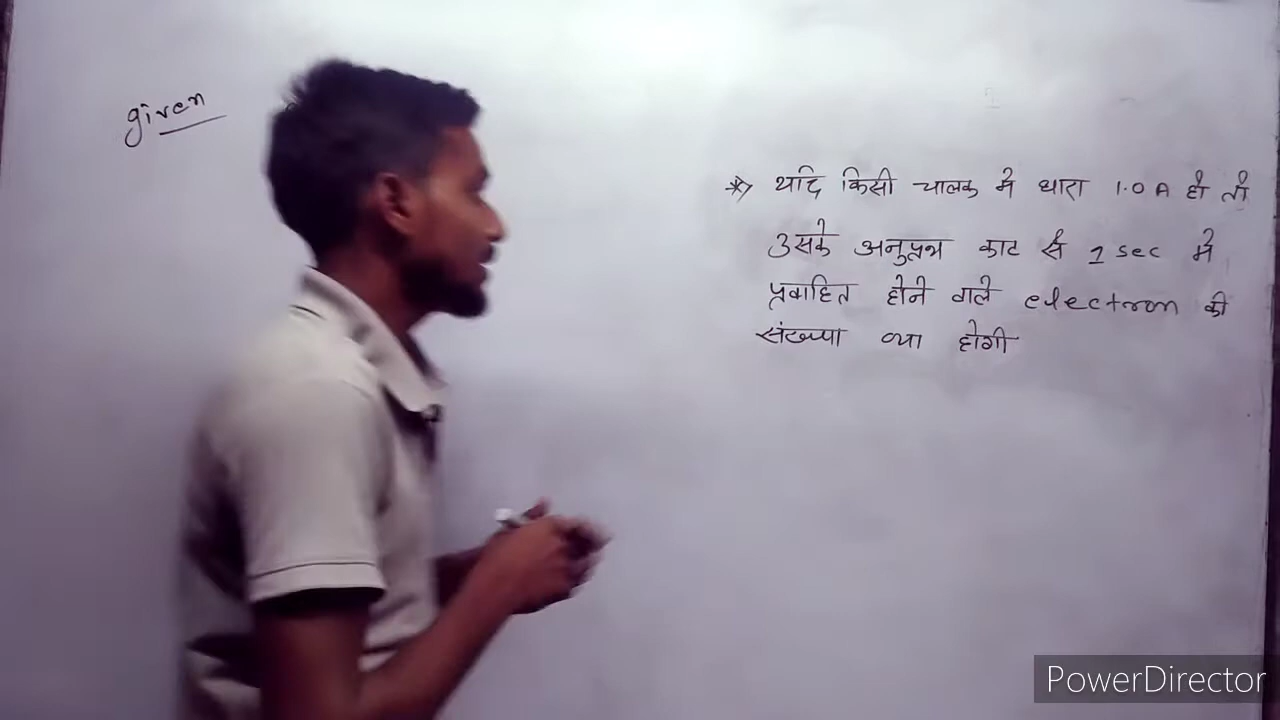 given
* यदि किसी चालक मे धारा 1.0 A हो तो
उसके अनुप्रस्थ काट से 1 sec मे
प्रवाहित होने वाले electron की
संख्या क्या होगी
PowerDirector